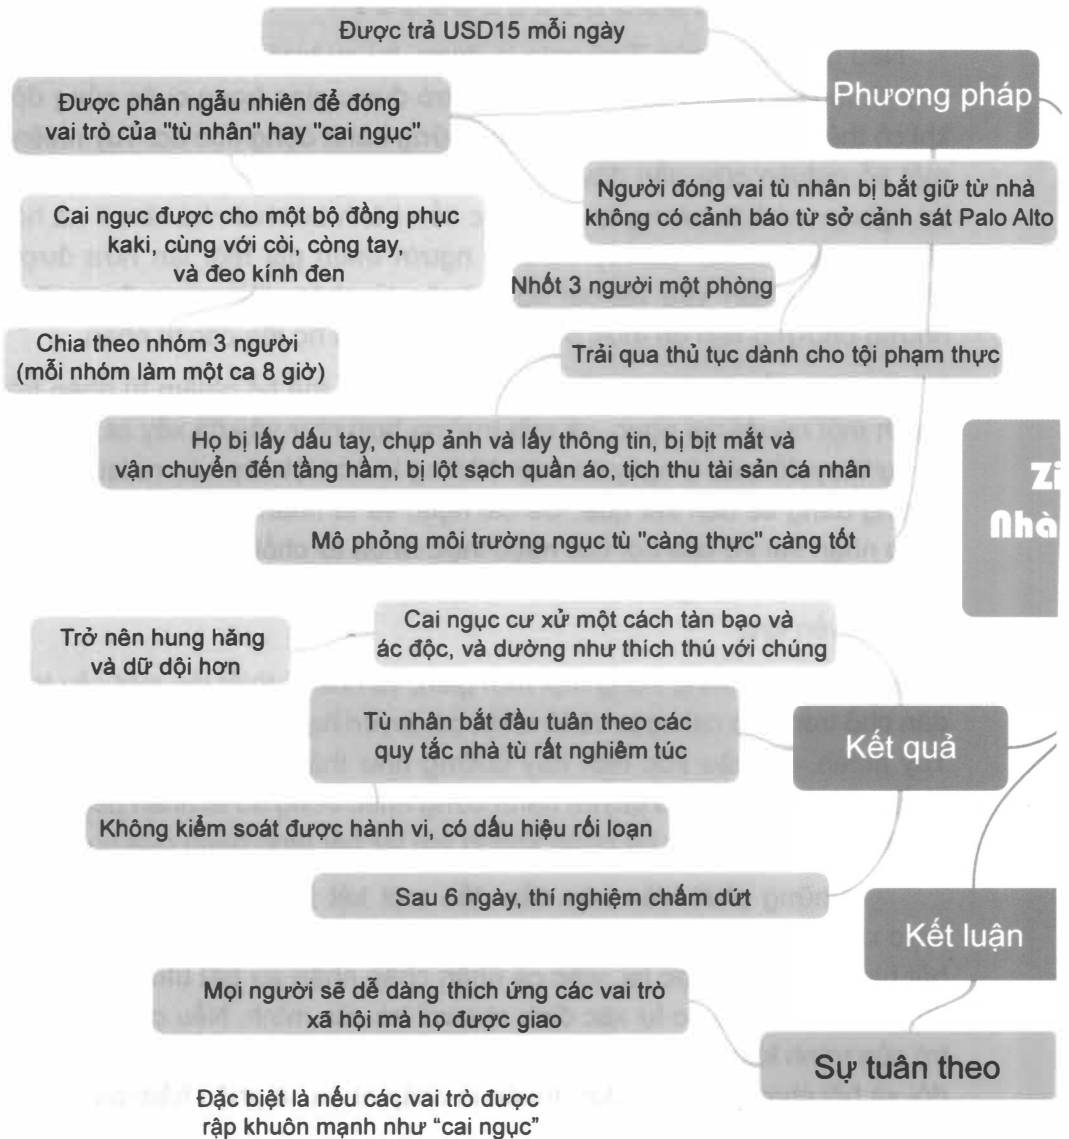 Được trả USD15 mỗi ngày
Phương pháp
Được phân ngẫu nhiên để đóng
vai trò của "tù nhân" hay "cai ngục"
Người đóng vai tù nhân bị bắt giữ từ nhà
không có cảnh báo từ sở cảnh sát Palo Alto
Cai ngục được cho một bộ đồng phục
kaki, cùng với còi, còng tay,
và đeo kính đen
Nhốt 3 người một phòng
Chia theo nhóm 3 người
(mỗi nhóm làm một ca 8 giờ)
Trải qua thủ tục dành cho tội phạm thực
Họ bị lấy dấu tay, chụp ảnh và lấy thông tin, bị bịt mắt và
vận chuyển đến tầng hầm, bị lột sạch quần áo, tịch thu tài sản cá nhân
Zi
Nhà
Mô phỏng môi trường ngục tù "càng thực" càng tốt
Cai ngục cư xử một cách tàn bạo và
ác độc, và dường như thích thú với chúng
Trở nên hung hăng
và dữ dội hơn
Tù nhân bắt đầu tuân theo các
quy tắc nhà tù rất nghiêm túc
Kết quả
Không kiểm soát được hành vi, có dấu hiệu rối loạn
Sau 6 ngày, thí nghiệm chấm dứt
Kết luận
Mọi người sẽ dễ dàng thích ứng các vai trò
xã hội mà họ được giao
Sự tuân theo
Đặc biệt là nếu các vai trò được
rập khuôn mạnh như “cai ngục”